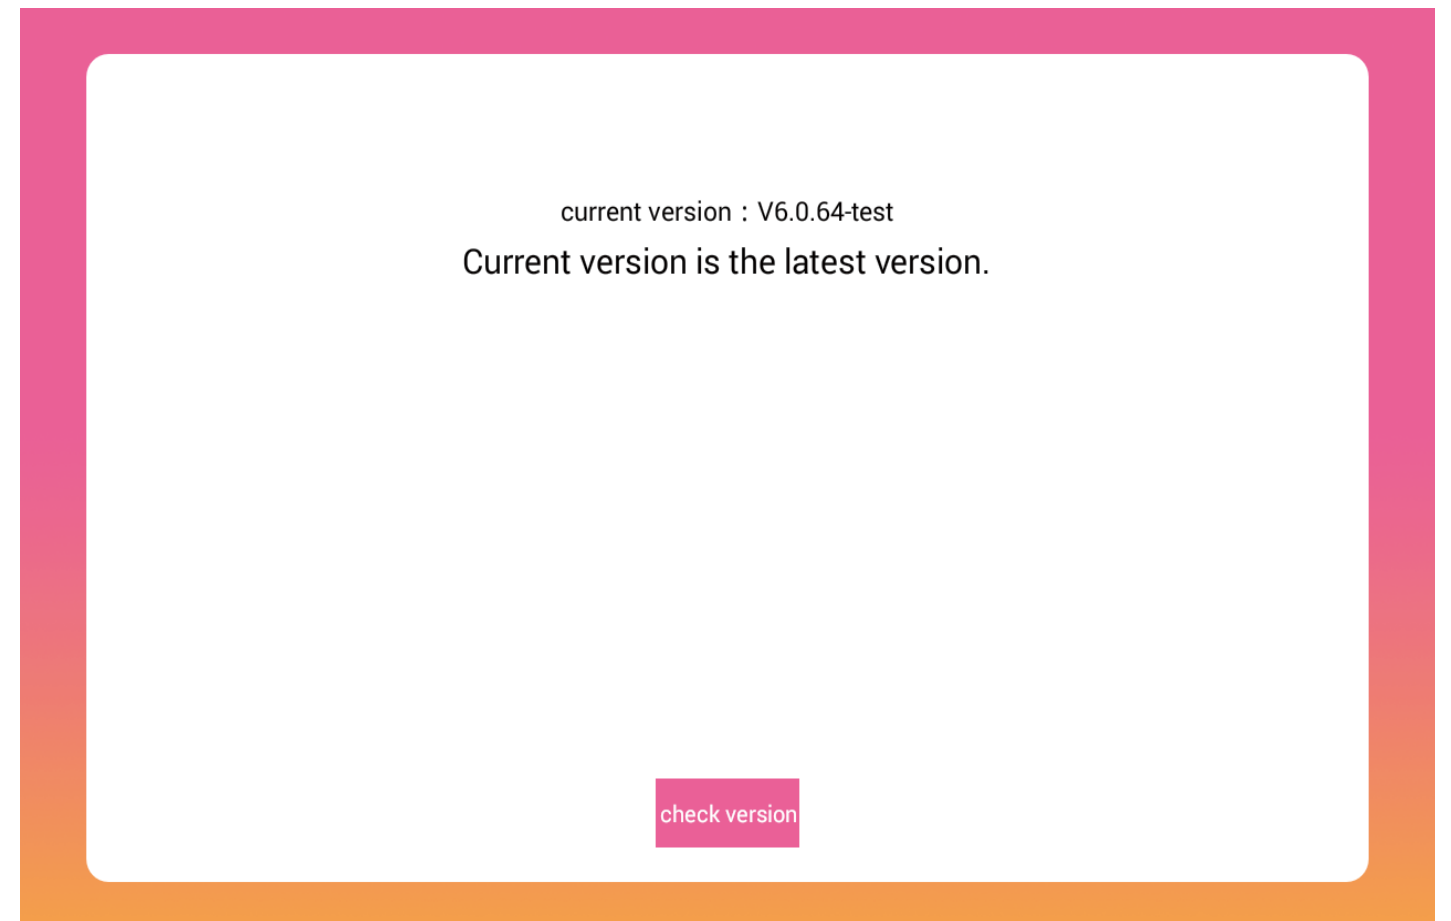 current version：V6.0.64-test
Current version is the latest version.
check version